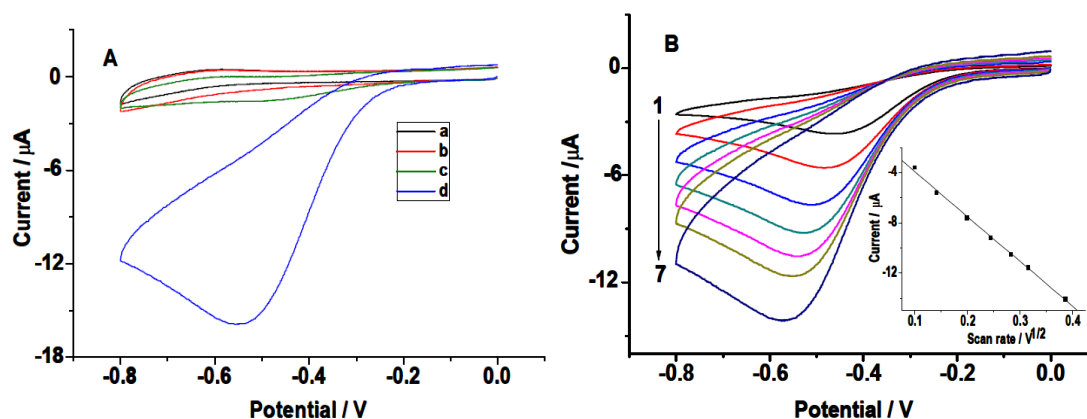 A
0
-6
-12
-18
Current /μA
-0.8
-0.6
-0.4
-0.2
0.0
Potential / V
a
b
c
d
B
0
-3
-6
-9
-12
Current /μA
1
7
-0.8
-0.6
-0.4
-0.2
0.0
Potential / V
-4
-8
-12
Current / μA
0.1
0.2
0.3
0.4
Scan rate / V1/2